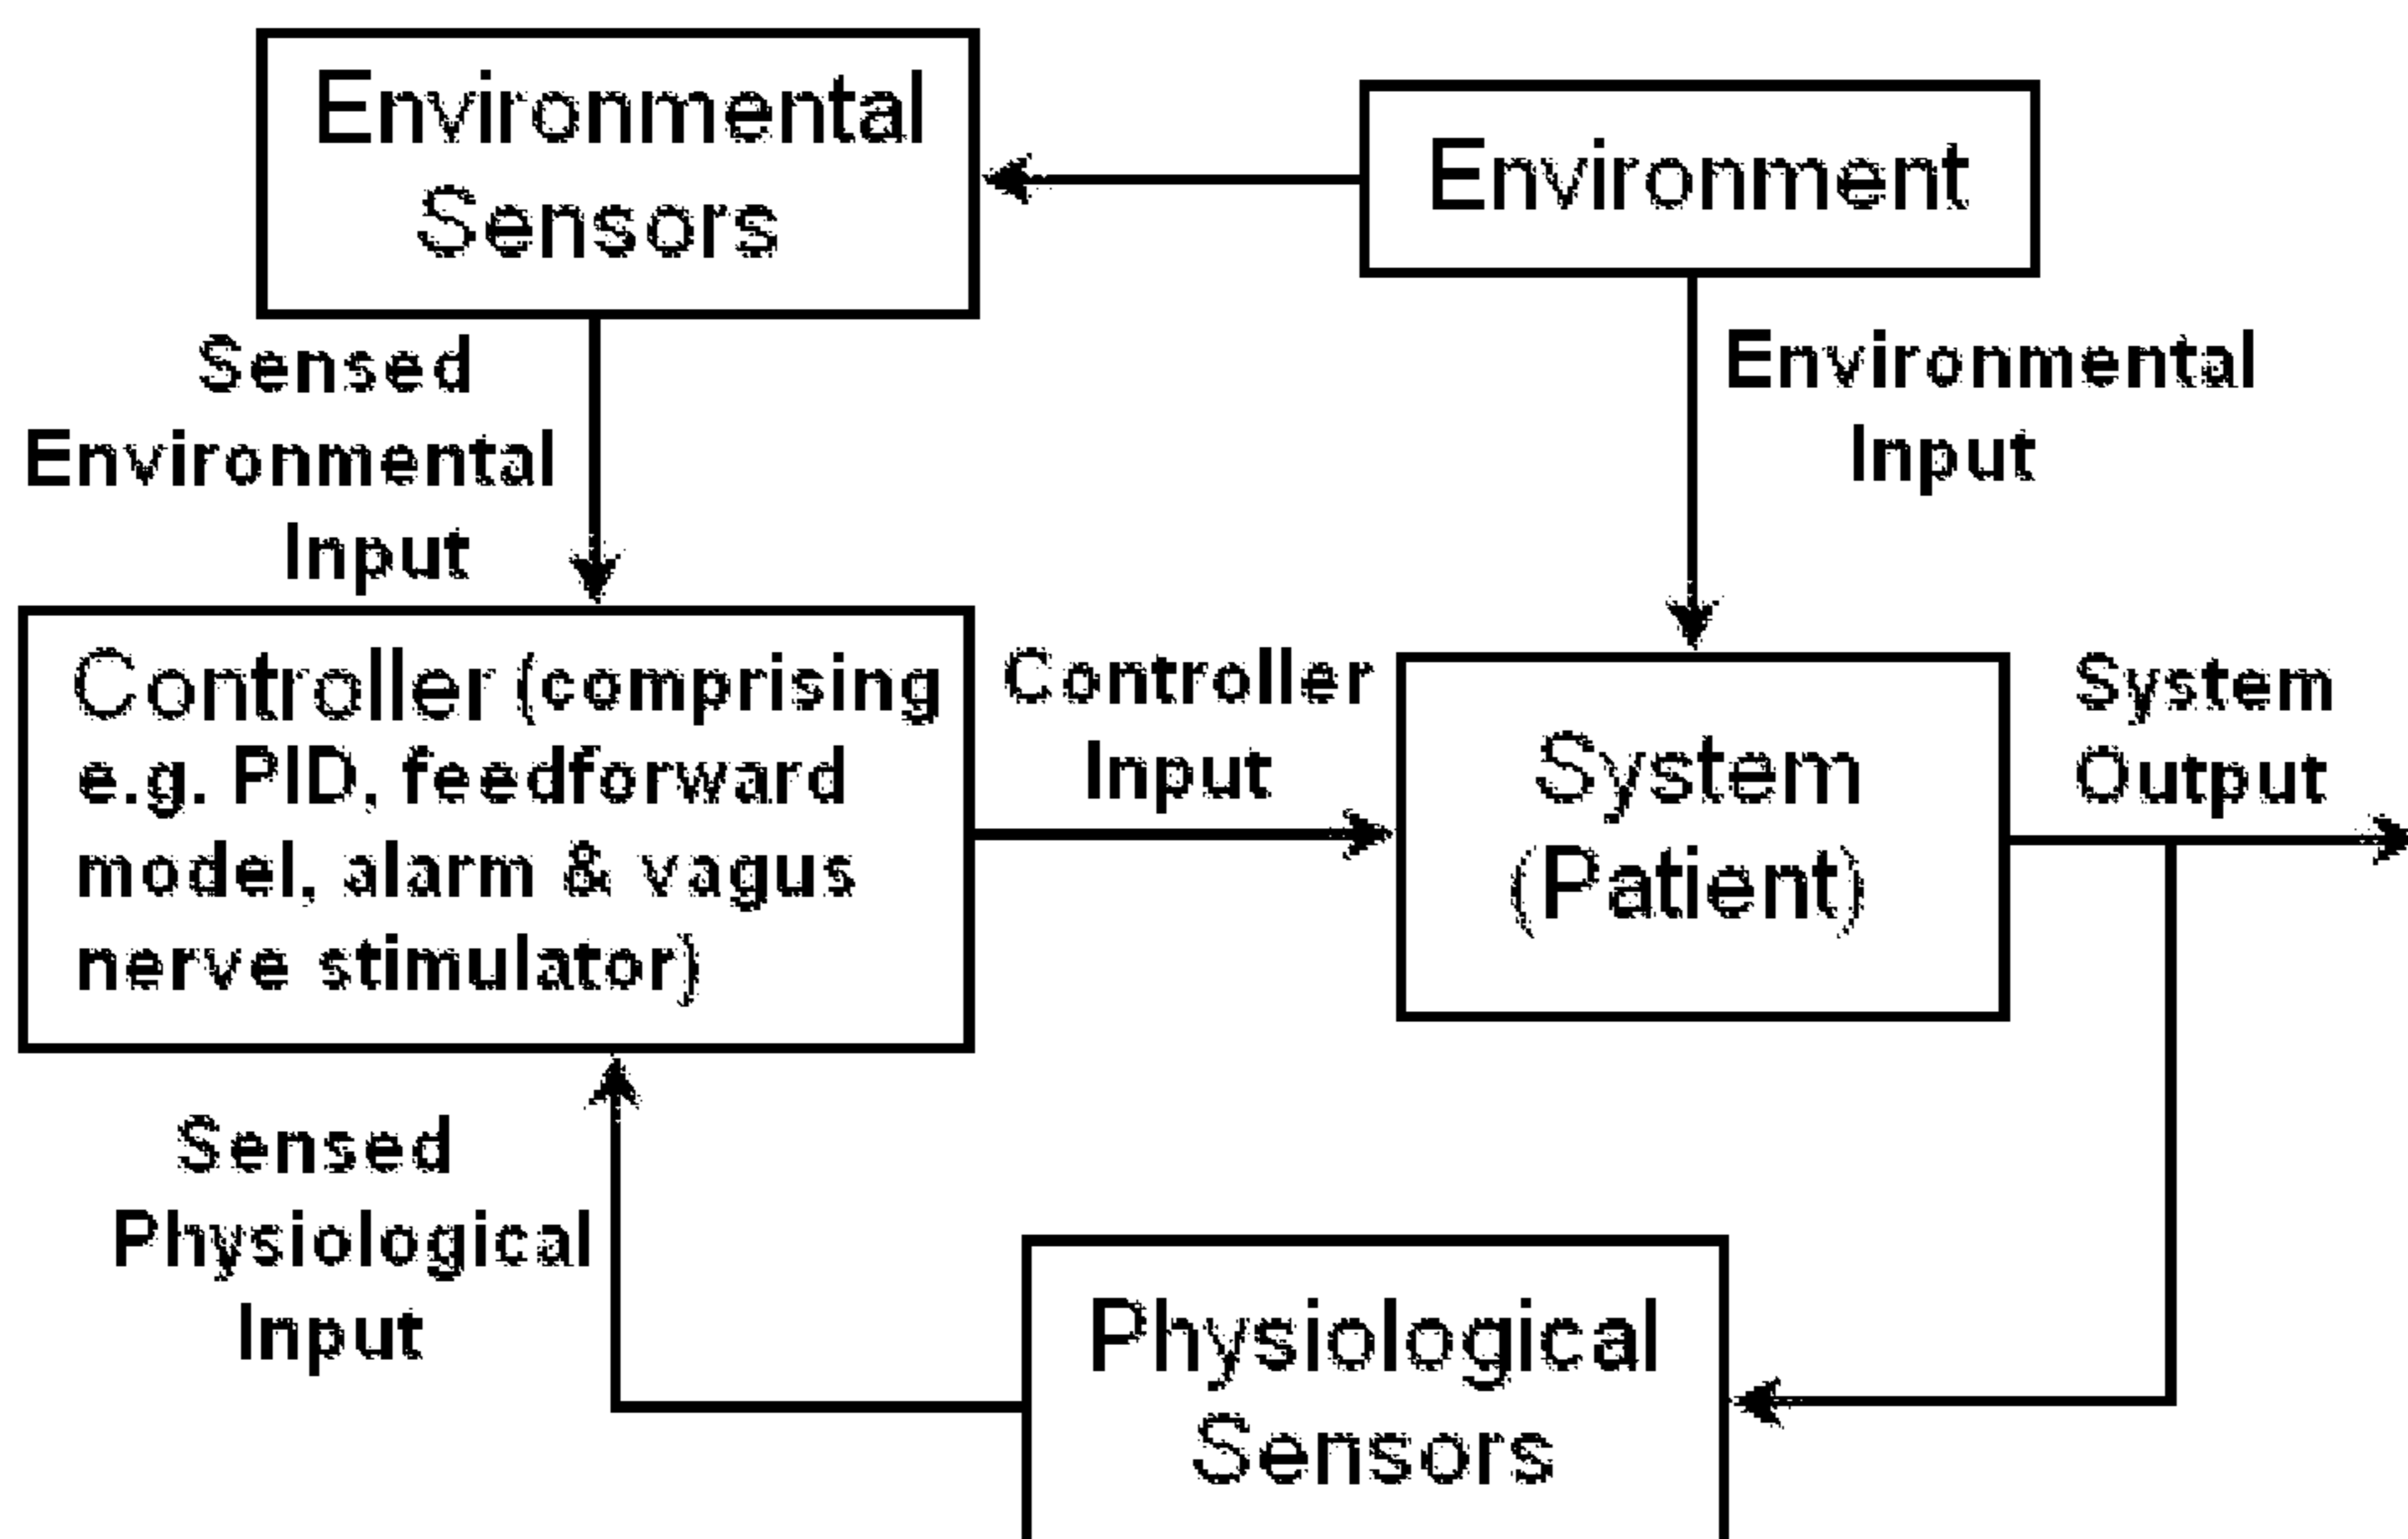 Environmental
Sensors
Environment
Sensed
Environmental
Input
Environmental
Input
Controller (comprising
e.g. PID, feedforward
model, alarm & vagus
nerve stimulator)
Controller
Input
System
(Patient)
System
Output
Sensed
Physiological
Input
Physiological
Sensors